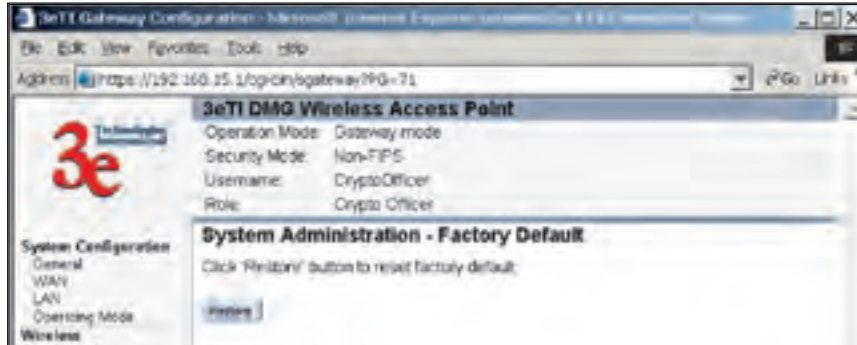 3eTI Gateway Configuration - Microsoft Internet Explorer
File Edit View Favorites Tools Help
Address https://192.168.15.1/cgi-bin/sgateway?PG=71 Go Links
3e Technologies
3eTI DMG Wireless Access Point
Operation Mode: Gateway mode
Security Mode: Non-FIPS
Username: CryptoOfficer
Role: Crypto Officer
System Configuration
General
WAN
LAN
Operating Mode
Wireless
System Administration - Factory Default
Click 'Restore' button to reset factory default.
Restore